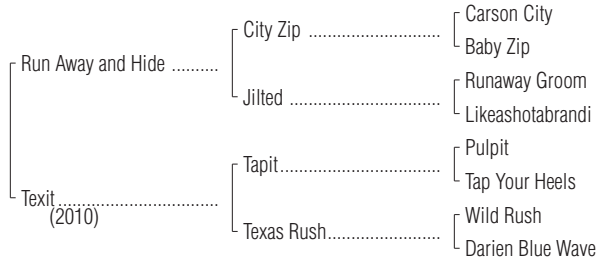 Carson City
City Zip ............................
Baby Zip
Run Away and Hide ..........
Runaway Groom
Jilted ................................
Likeashotabrandi
Pulpit
Tapit..................................
Tap Your Heels
Texit..................................
(2010)
Wild Rush
Texas Rush........................
Darien Blue Wave